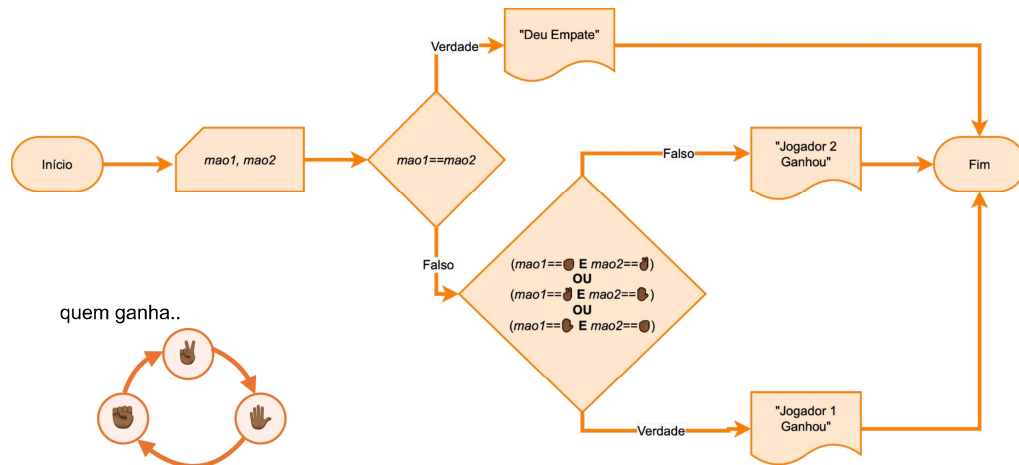 Início
mao1, mao2
mao1==mao2
Verdade
"Deu Empate"
Falso
(mao1==✊🏾 E mao2==✌🏾)
OU
(mao1==✌🏾 E mao2==✋🏾)
OU
(mao1==✋🏾 E mao2==✊🏾)
Falso
"Jogador 2
Ganhou"
Verdade
"Jogador 1
Ganhou"
Fim
quem ganha..